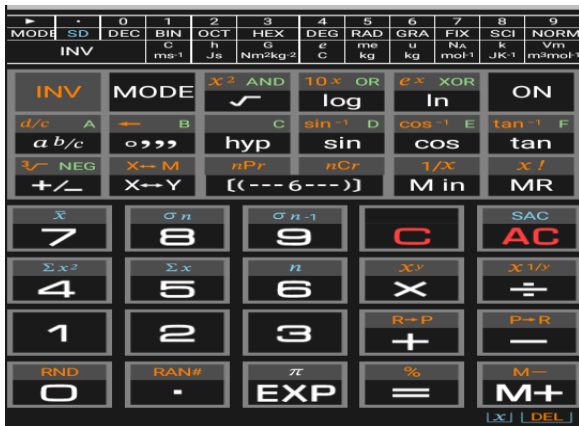 ► · 0 1 2 3 4 5 6 7 8 9
MODE SD DEC BIN OCT HEX DEG RAD GRA FIX SCI NORM
INV C h G e me u NA k Vm
ms-1 Js Nm²kg-2 C kg kg mol-1 JK-1 m³mol-1
x² AND 10x OR ex XOR
INV MODE √ log ln ON
d/c A ← B C sin-1 D cos-1 E tan-1 F
a b/c o,,, hyp sin cos tan
3√ NEG X↔M nPr nCr 1/x x!
+/− X↔Y [(---6---)] M in MR
x̄ σn σn-1 SAC
7 8 9 C AC
Σx² Σx n xy x1/y
4 5 6 × ÷
R→P P→R
1 2 3 + −
RND RAN# π % M−
0 · EXP = M+
|x| DEL